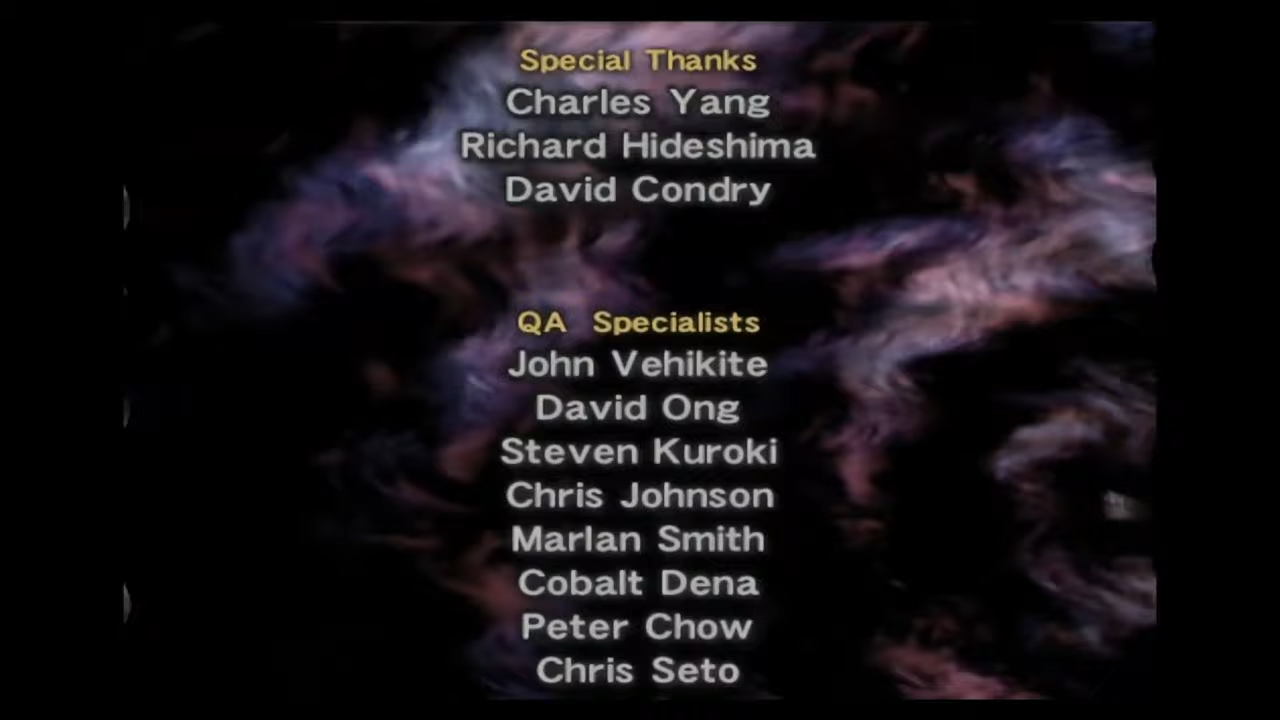 Special Thanks
Charles Yang
Richard Hideshima
David Condry
QA Specialists
John Vehikite
David Ong
Steven Kuroki
Chris Johnson
Marlan Smith
Cobalt Dena
Peter Chow
Chris Seto